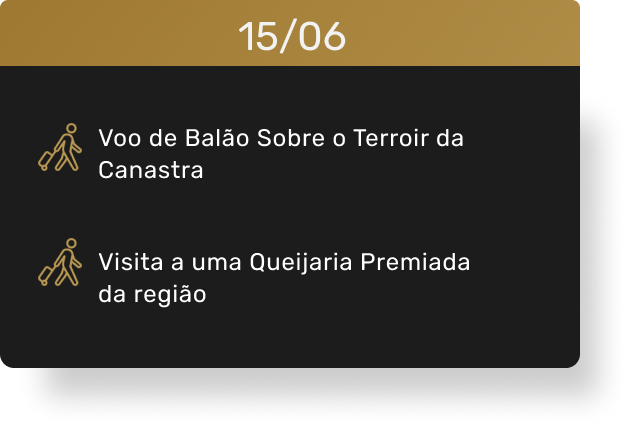 15/06
Voo de Balão Sobre o Terroir da
Canastra
Visita a uma Queijaria Premiada
da região